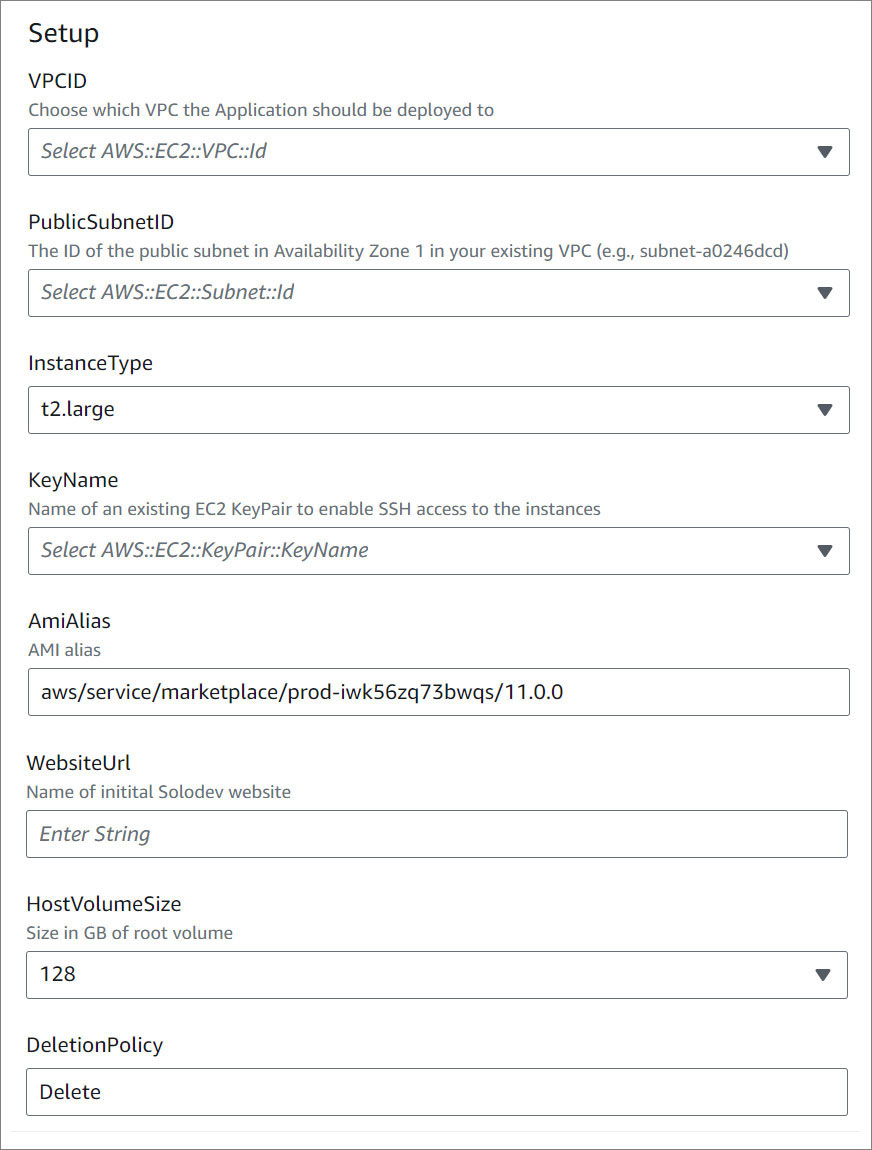 Setup
VPCID
Choose which VPC the Application should be deployed to
Select AWS::EC2::VPC::Id
PublicSubnetID
The ID of the public subnet in Availability Zone 1 in your existing VPC (e.g., subnet-a0246dcd)
Select AWS::EC2::Subnet::Id
InstanceType
t2.large
KeyName
Name of an existing EC2 KeyPair to enable SSH access to the instances
Select AWS::EC2::KeyPair::KeyName
AmiAlias
AMI alias
aws/service/marketplace/prod-iwk56zq73bwqs/11.0.0
WebsiteUrl
Name of initital Solodev website
Enter String
HostVolumeSize
Size in GB of root volume
128
DeletionPolicy
Delete